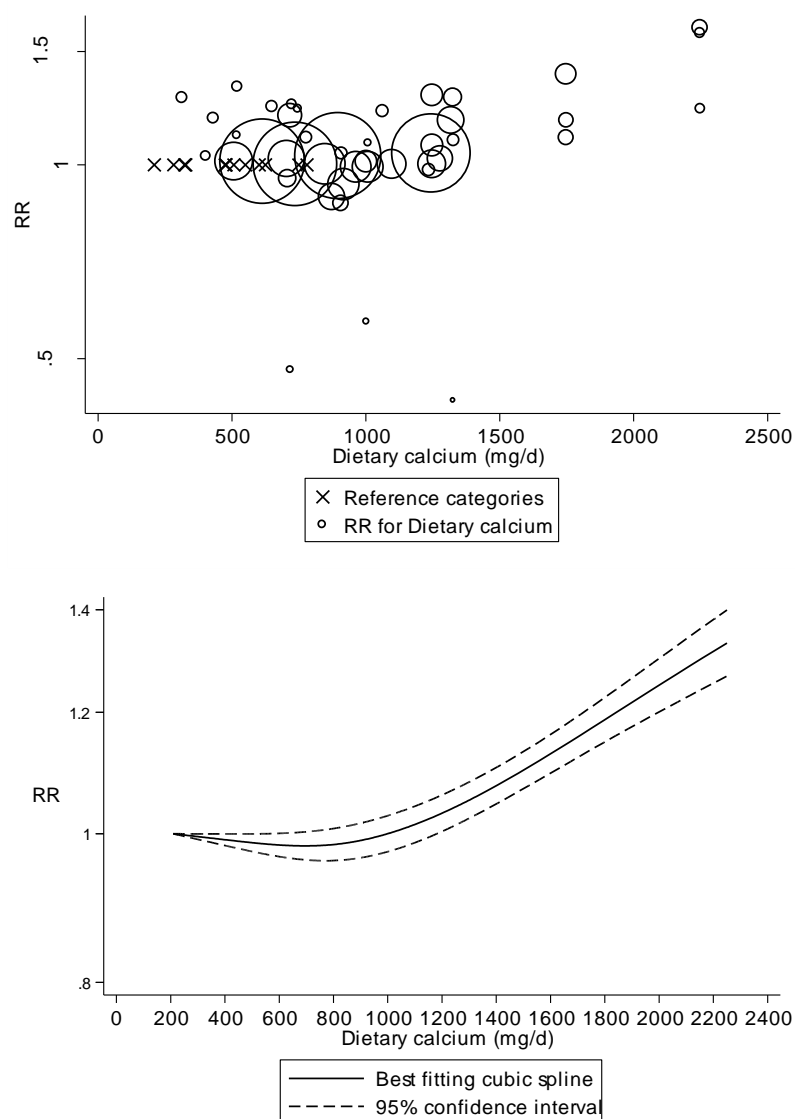 1.5
1
.5
RR
0 500 1000 1500 2000 2500
Dietary calcium (mg/d)
Reference categories
RR for Dietary calcium
1.4
1.2
1
.8
RR
0 200 400 600 800 1000 1200 1400 1600 1800 2000 2200 2400
Dietary calcium (mg/d)
Best fitting cubic spline
95% confidence interval